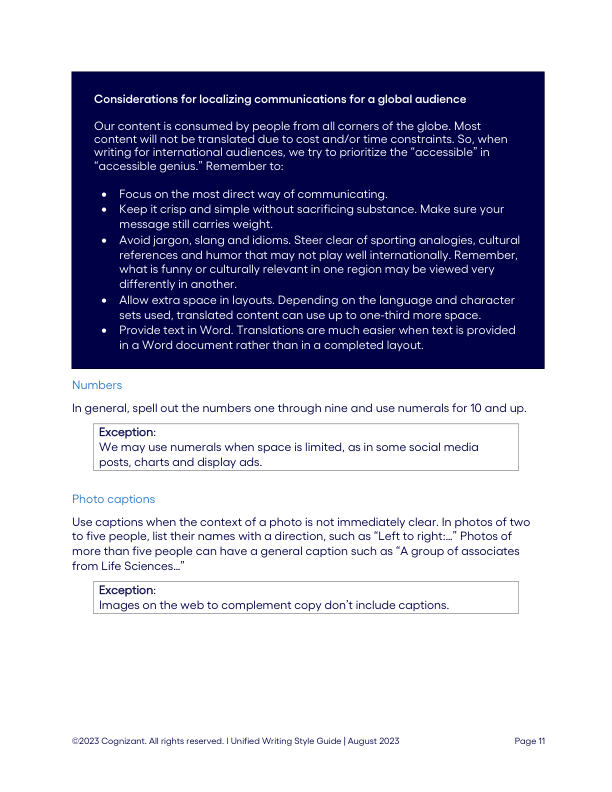 Considerations for localizing communications for a global audience
Our content is consumed by people from all corners of the globe. Most
content will not be translated due to cost and/or time constraints. So, when
writing for international audiences, we try to prioritize the “accessible” in
“accessible genius.” Remember to:
• Focus on the most direct way of communicating.
• Keep it crisp and simple without sacrificing substance. Make sure your
message still carries weight.
• Avoid jargon, slang and idioms. Steer clear of sporting analogies, cultural
references and humor that may not play well internationally. Remember,
what is funny or culturally relevant in one region may be viewed very
differently in another.
• Allow extra space in layouts. Depending on the language and character
sets used, translated content can use up to one-third more space.
• Provide text in Word. Translations are much easier when text is provided
in a Word document rather than in a completed layout.
Numbers
In general, spell out the numbers one through nine and use numerals for 10 and up.
Exception:
We may use numerals when space is limited, as in some social media
posts, charts and display ads.
Photo captions
Use captions when the context of a photo is not immediately clear. In photos of two
to five people, list their names with a direction, such as “Left to right:…” Photos of
more than five people can have a general caption such as “A group of associates
from Life Sciences…”
Exception:
Images on the web to complement copy don’t include captions.
©2023 Cognizant. All rights reserved. I Unified Writing Style Guide | August 2023 Page 11